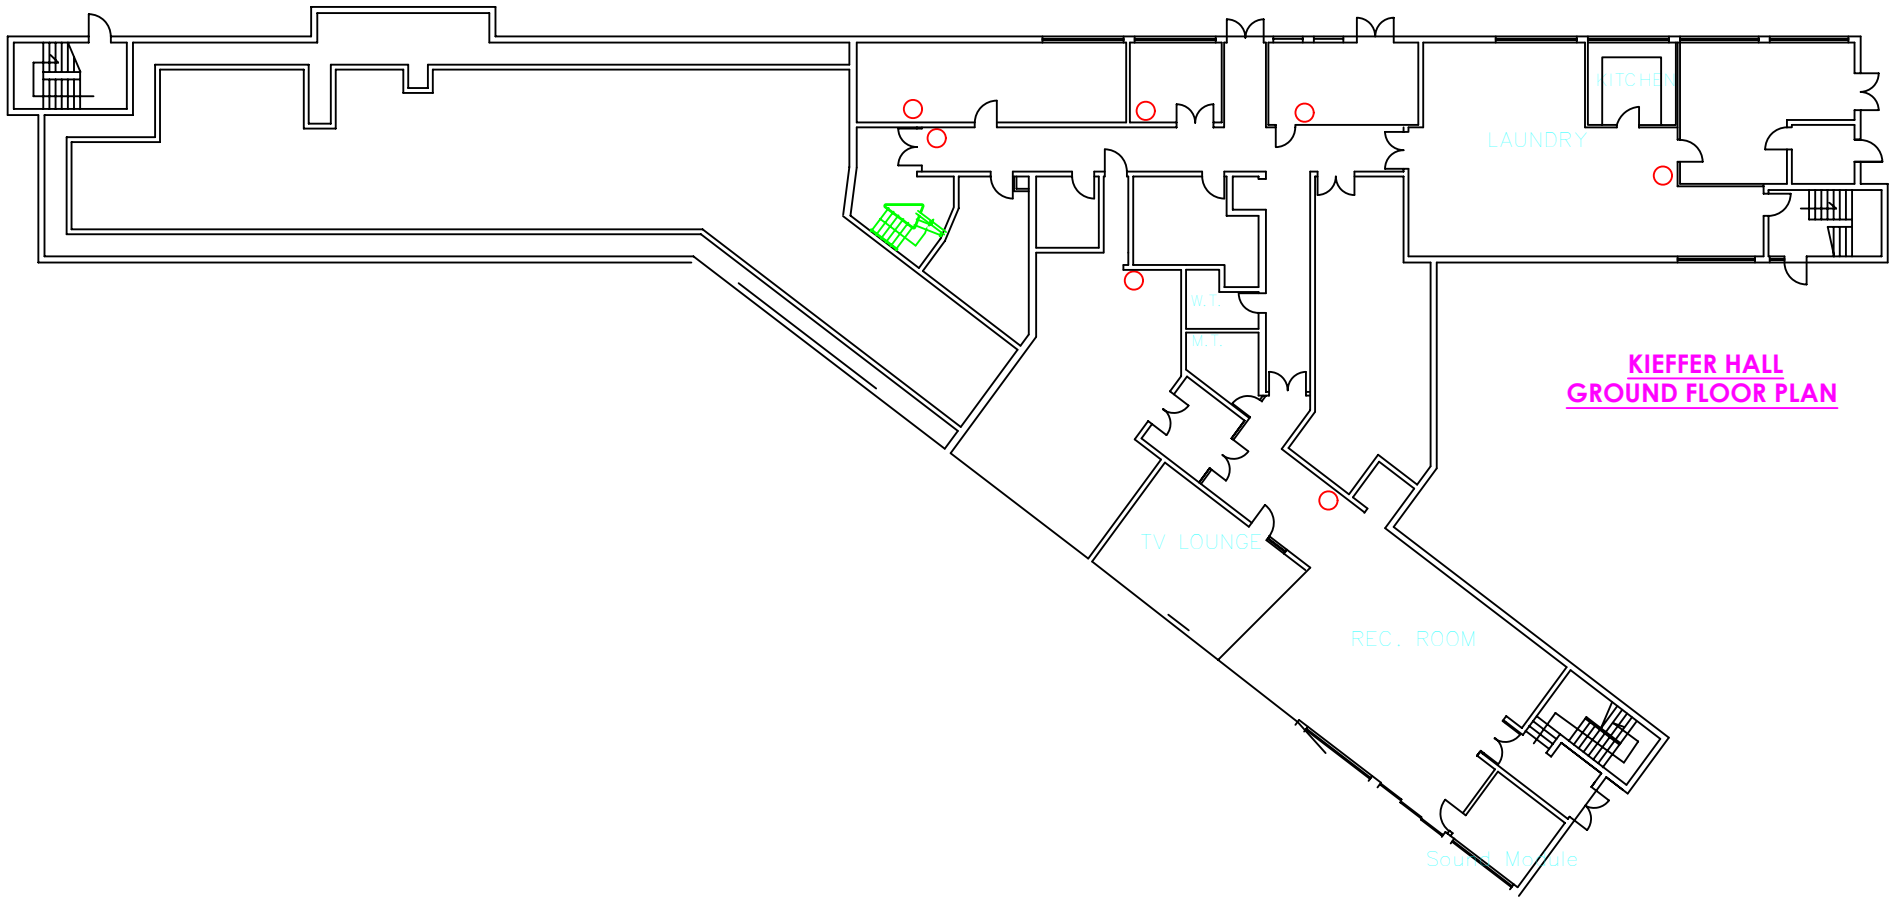 KITCHEN
LAUNDRY
W.T.
M.T.
KIEFFER HALL
GROUND FLOOR PLAN
TV LOUNGE
REC. ROOM
Sound Module